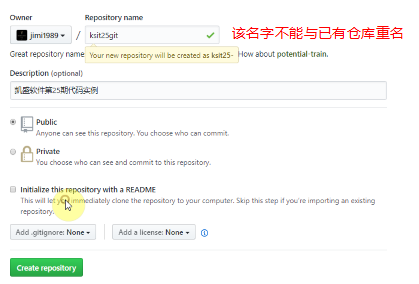 Owner Repository name
jimi1989 / ksit25git 该名字不能与已有仓库重名
Great repository name
Your new repository will be created as ksit25-
How about potential-train.
Description (optional)
凯盛软件第25期代码实例
Public
Anyone can see this repository. You choose who can commit.
Private
You choose who can see and commit to this repository.
Initialize this repository with a README
This will let you immediately clone the repository to your computer. Skip this step if you're importing an existing
repository.
Add .gitignore: None Add a license: None
Create repository